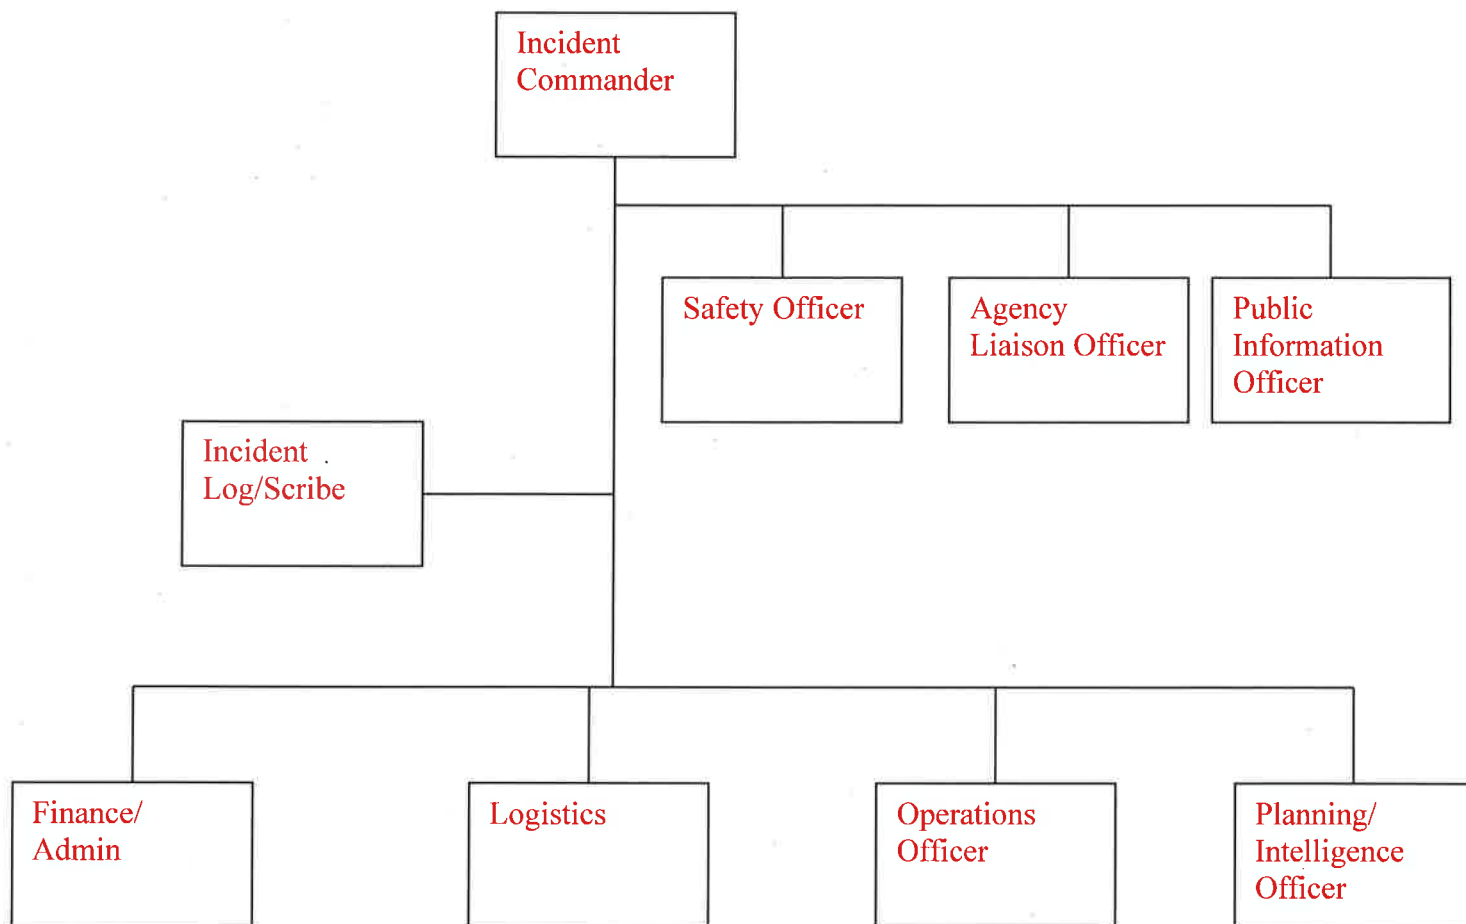 Incident
Commander
Safety Officer
Agency
Liaison Officer
Public
Information
Officer
Incident
Log/Scribe
Finance/
Admin
Logistics
Operations
Officer
Planning/
Intelligence
Officer